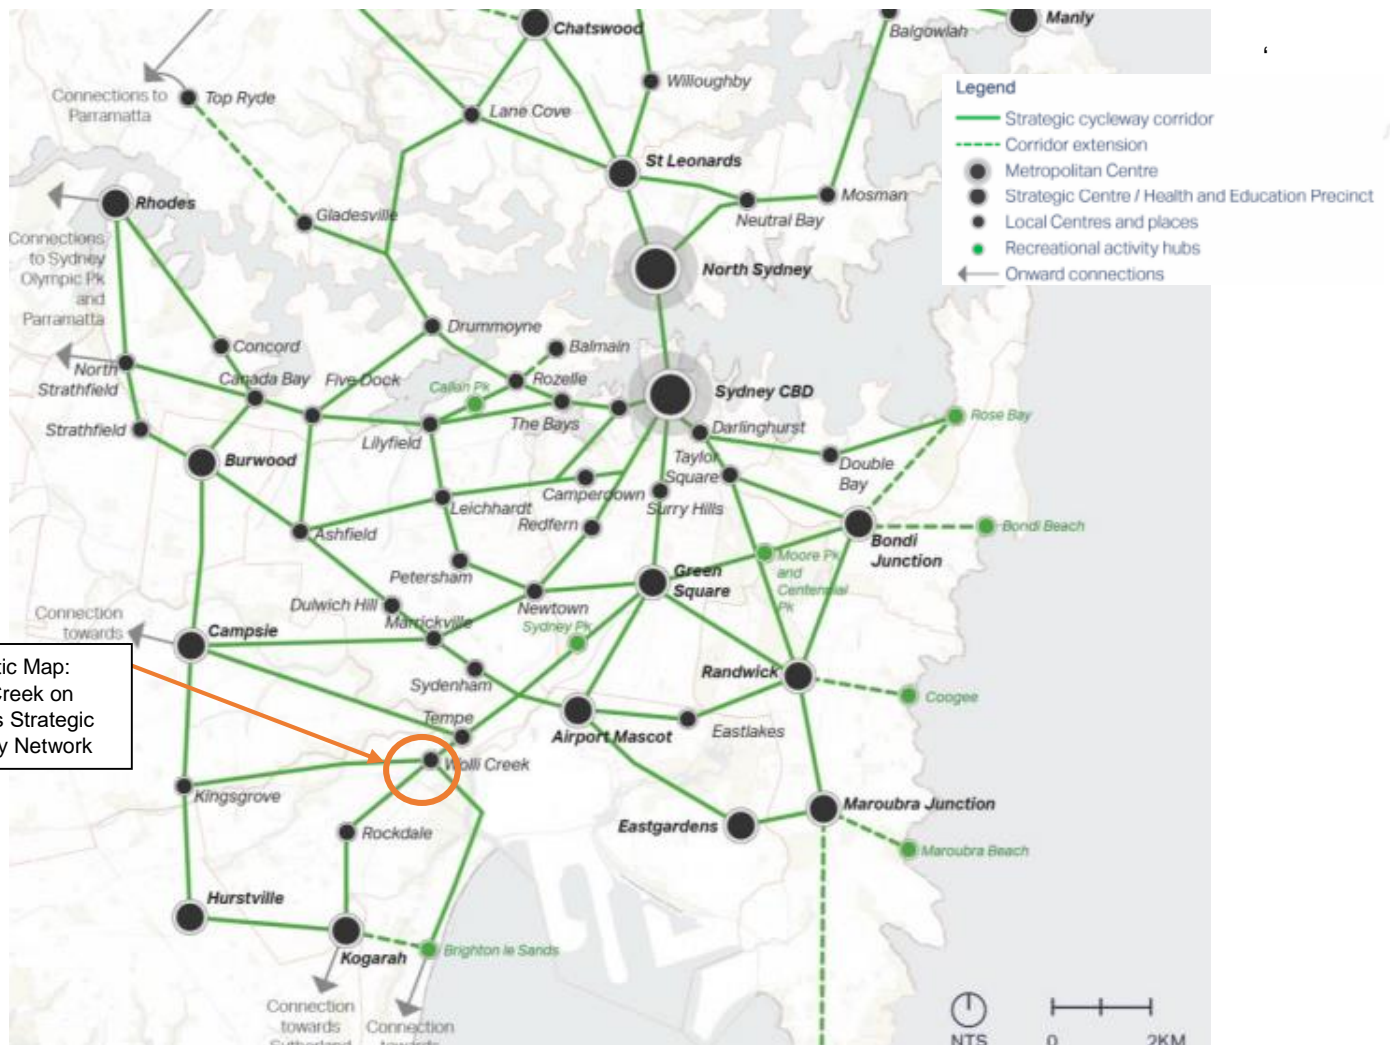 Chatswood
Manly
Balgowlah
‘
Willoughby
Connections to
Parramatta
Top Ryde
Lane Cove
Legend
Strategic cycleway corridor
Corridor extension
Metropolitan Centre
Strategic Centre / Health and Education Precinct
Local Centres and places
Recreational activity hubs
Onward connections
St Leonards
Mosman
Neutral Bay
Rhodes
Gladesville
Connections
to Sydney
Olympic Pk
and
Parramatta
North Sydney
Drummoyne
Balmain
Concord
North
Strathfield
Canada Bay
Five Dock
Callan Pk
Rozelle
Sydney CBD
Rose Bay
Strathfield
Lilyfield
The Bays
Darlinghurst
Taylor
Square
Double
Bay
Burwood
Camperdown
Surry Hills
Leichhardt
Redfern
Ashfield
Bondi
Junction
Bondi Beach
Petersham
Green
Square
Moore Pk
and
Centennial
Pk
Dulwich Hill
Newtown
Marrickville
Sydney Pk
Connection
towards
Campsie
tic Map:
Creek on
s Strategic
y Network
Sydenham
Randwick
Coogee
Tempe
Airport Mascot
Eastlakes
Wolli Creek
Kingsgrove
Rockdale
Eastgardens
Maroubra Junction
Maroubra Beach
Hurstville
Kogarah
Brighton le Sands
Connection
towards
Sutherland
Connection
towards
NTS
0 2KM